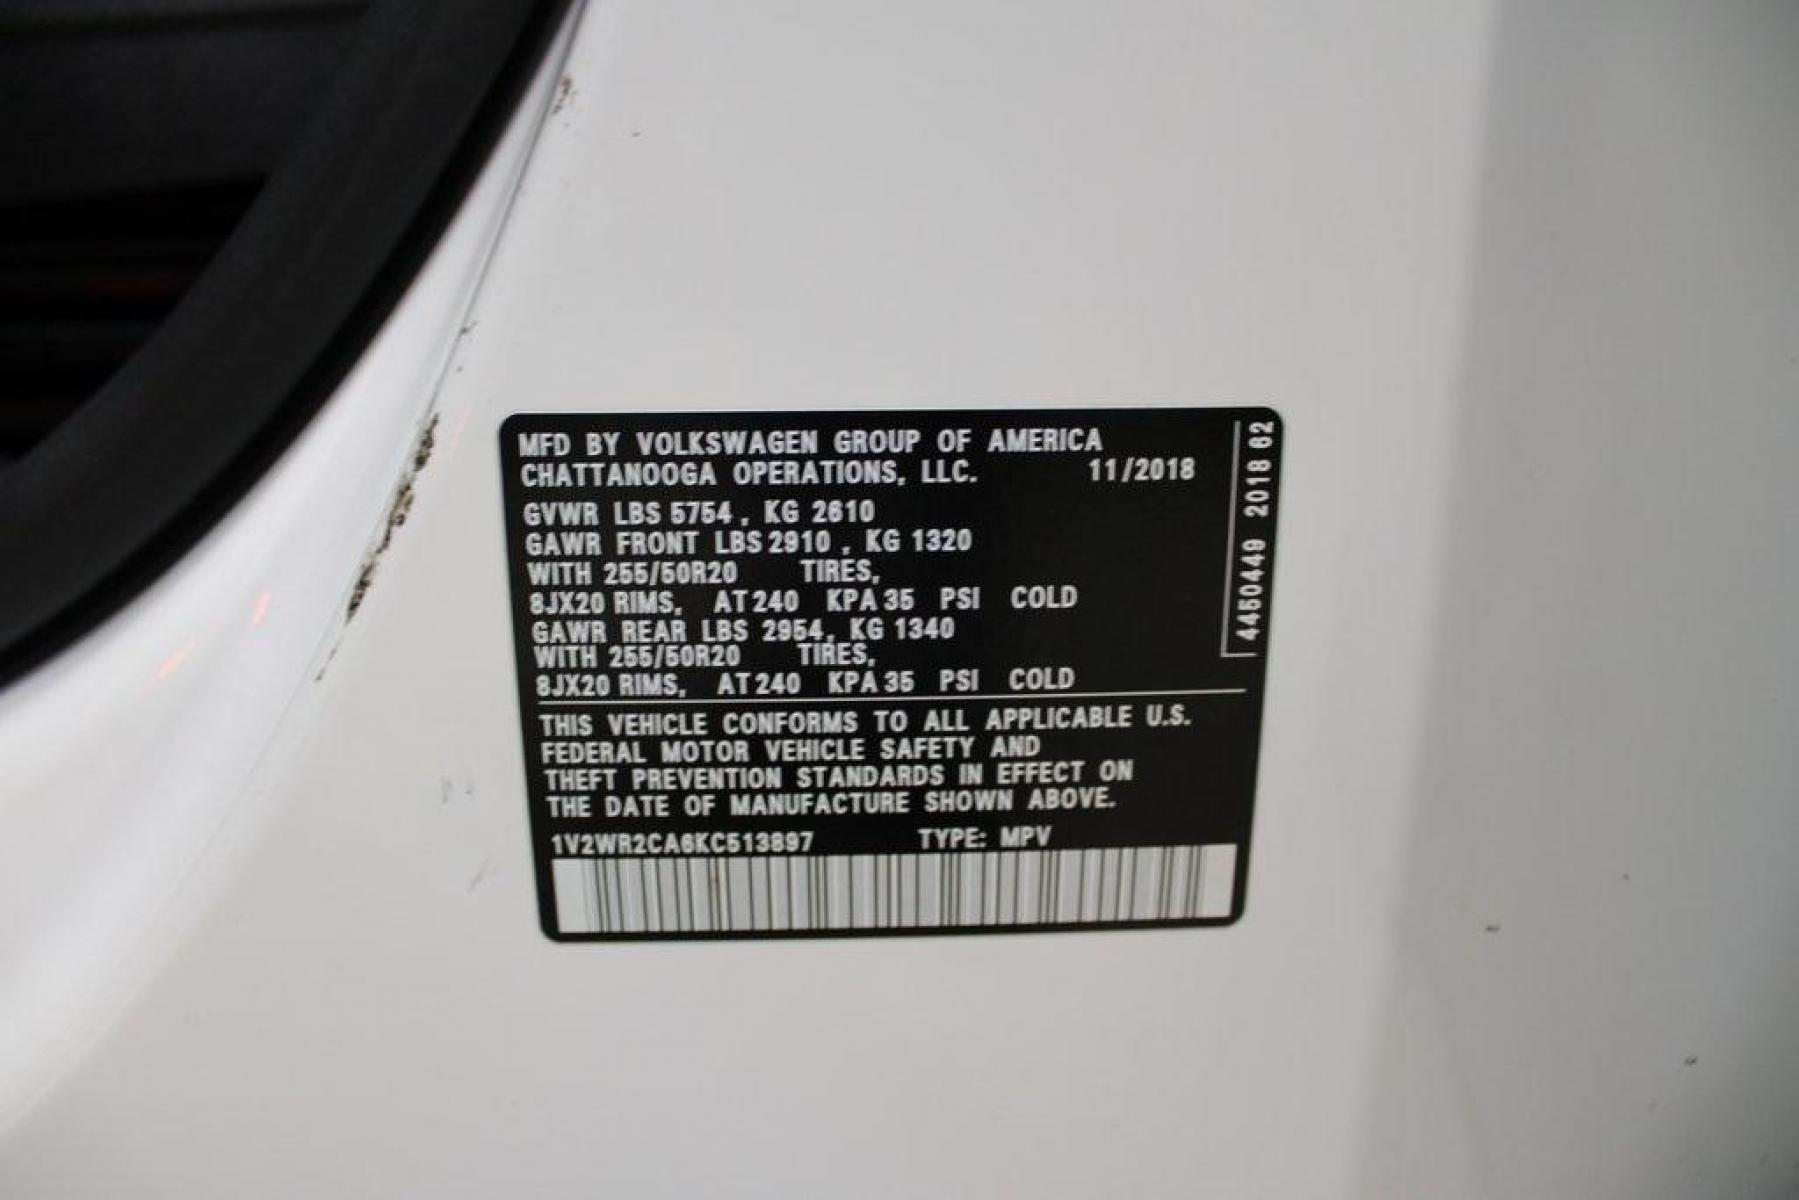 MFD BY VOLKSWAGEN GROUP OF AMERICA
CHATTANOOGA OPERATIONS, LLC. 11/2018
GVWR LBS 5754, KG 2610
GAWR FRONT LBS 2910, KG 1320
WITH 255/50R20 TIRES,
8JX20 RIMS, AT 240 KPA 35 PSI COLD
GAWR REAR LBS 2954, KG 1340
WITH 255/50R20 TIRES,
8JX20 RIMS, AT 240 KPA 35 PSI COLD
THIS VEHICLE CONFORMS TO ALL APPLICABLE U.S.
FEDERAL MOTOR VEHICLE SAFETY AND
THEFT PREVENTION STANDARDS IN EFFECT ON
THE DATE OF MANUFACTURE SHOWN ABOVE.
1V2WR2CA6KC513897 TYPE: MPV
4450449 2018 62